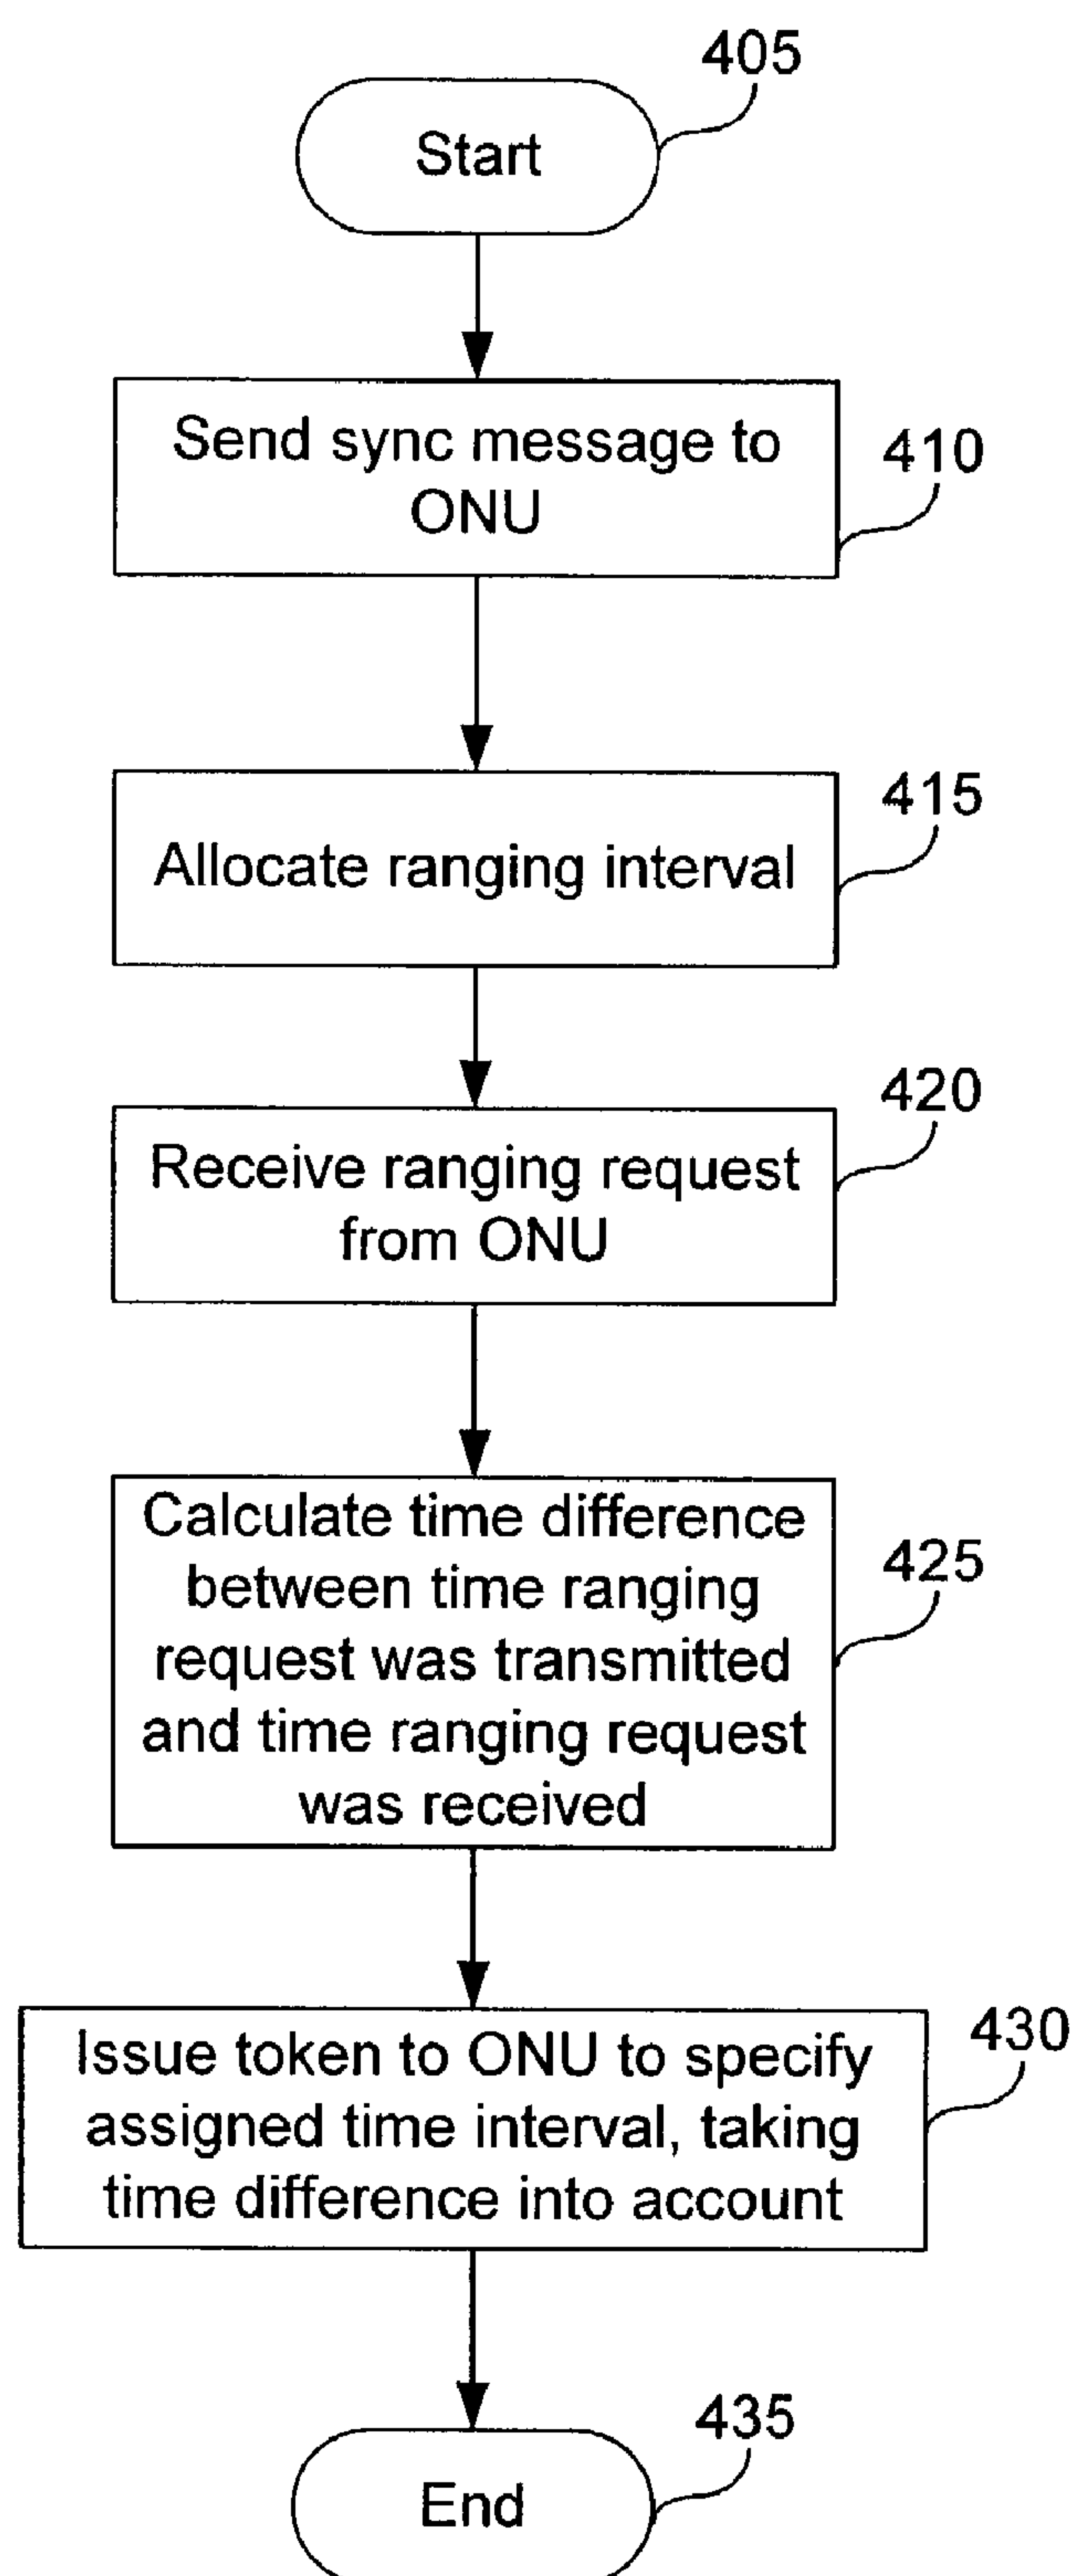 405
Start
Send sync message to
ONU
410
415
Allocate ranging interval
420
Receive ranging request
from ONU
Calculate time difference
between time ranging
request was transmitted
and time ranging request
was received
425
Issue token to ONU to specify
assigned time interval, taking
time difference into account
430
435
End